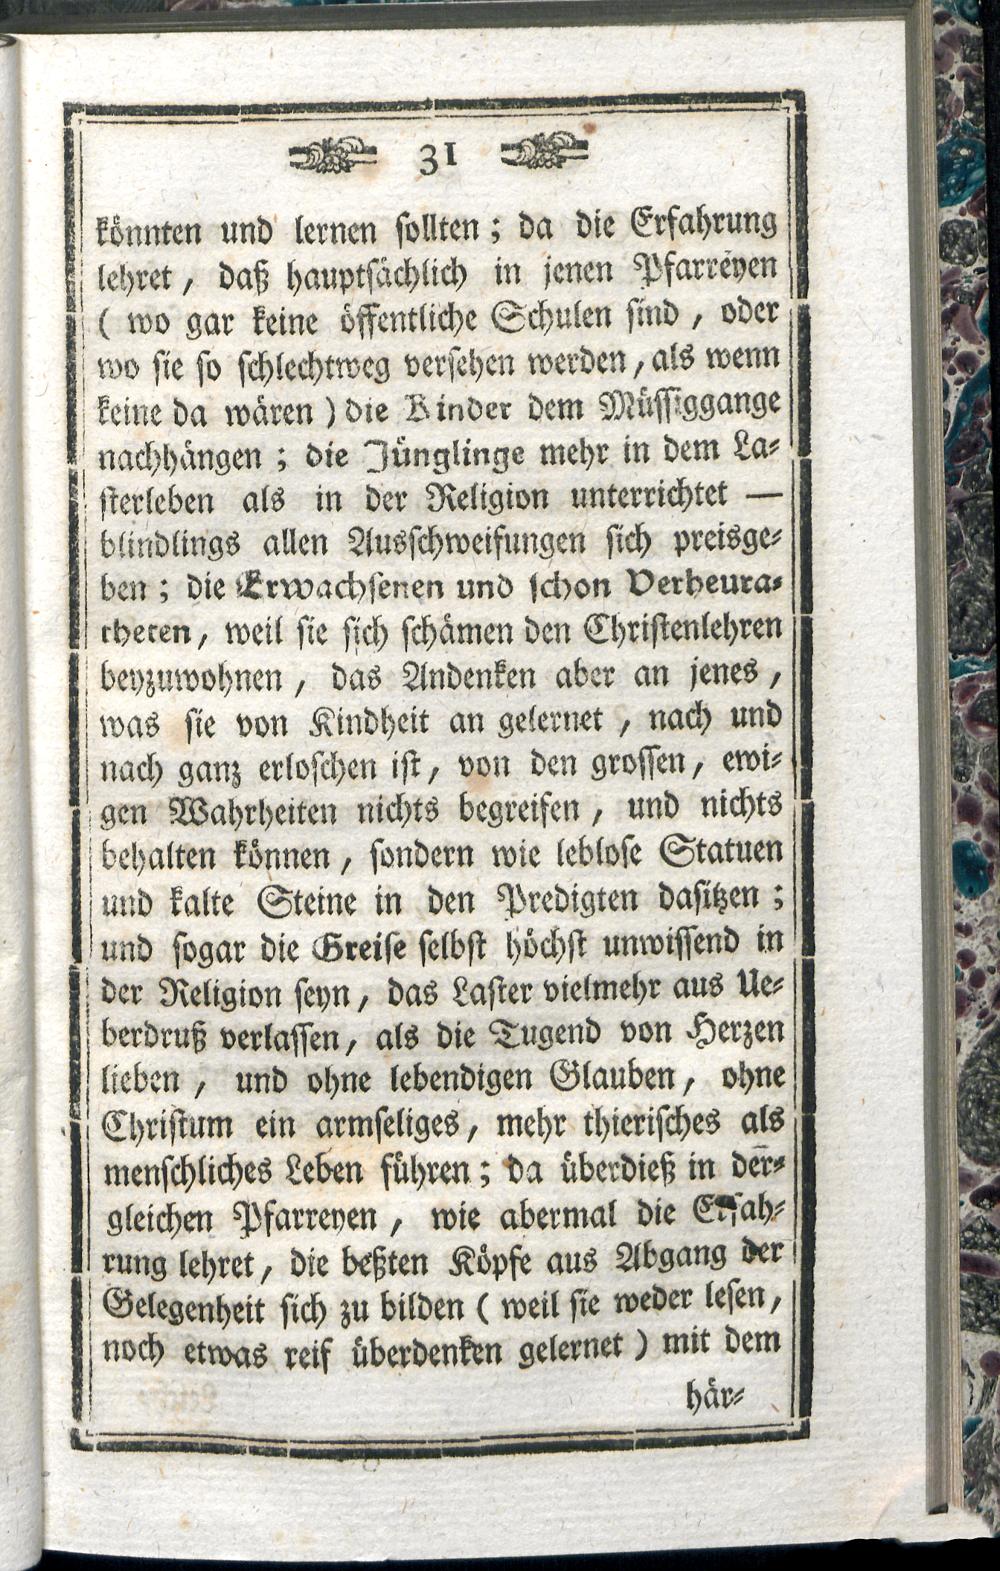 31
könnten und lernen sollten; da die Erfahrung
lehret, daß hauptsächlich in jenen Pfarreyen
( wo gar keine öffentliche Schulen sind, oder
wo sie so schlechtweg versehen werden, als wenn
keine da wären ) die Kinder dem Müssiggange
nachhängen; die Jünglinge mehr in dem La-
sterleben als in der Religion unterrichtet —
blindlings allen Ausschweifungen sich preisge-
ben; die Erwachsenen und schon Verheura-
theten, weil sie sich schämen den Christenlehren
beyzuwohnen, das Andenken aber an jenes,
was sie von Kindheit an gelernet, nach und
nach ganz erloschen ist, von den grossen, ewi-
gen Wahrheiten nichts begreifen, und nichts
behalten können, sondern wie leblose Statuen
und kalte Steine in den Predigten dasitzen;
und sogar die Greise selbst höchst unwissend in
der Religion seyn, das Laster vielmehr aus Ue-
berdruß verlassen, als die Tugend von Herzen
lieben, und ohne lebendigen Glauben, ohne
Christum ein armseliges, mehr thierisches als
menschliches Leben führen; da überdieß in der-
gleichen Pfarreyen, wie abermal die Erfah-
rung lehret, die beßten Köpfe aus Abgang der
Gelegenheit sich zu bilden ( weil sie weder lesen,
noch etwas reif überdenken gelernet ) mit dem
här-